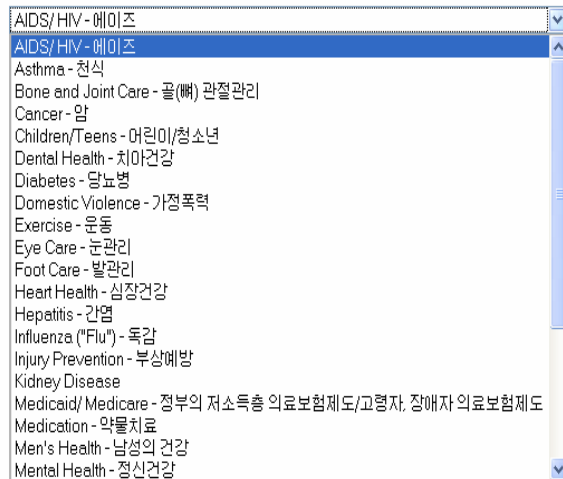 AIDS/ HIV - 에이즈
AIDS/ HIV - 에이즈
Asthma - 천식
Bone and Joint Care - 골(뼈) 관절관리
Cancer - 암
Children/Teens - 어린이/청소년
Dental Health - 치아건강
Diabetes - 당뇨병
Domestic Violence - 가정폭력
Exercise - 운동
Eye Care - 눈관리
Foot Care - 발관리
Heart Health - 심장건강
Hepatitis - 간염
Influenza ("Flu") - 독감
Injury Prevention - 부상예방
Kidney Disease
Medicaid/ Medicare - 정부의 저소득층 의료보험제도/고령자, 장애자 의료보험제도
Medication - 약물치료
Men's Health - 남성의 건강
Mental Health - 정신건강